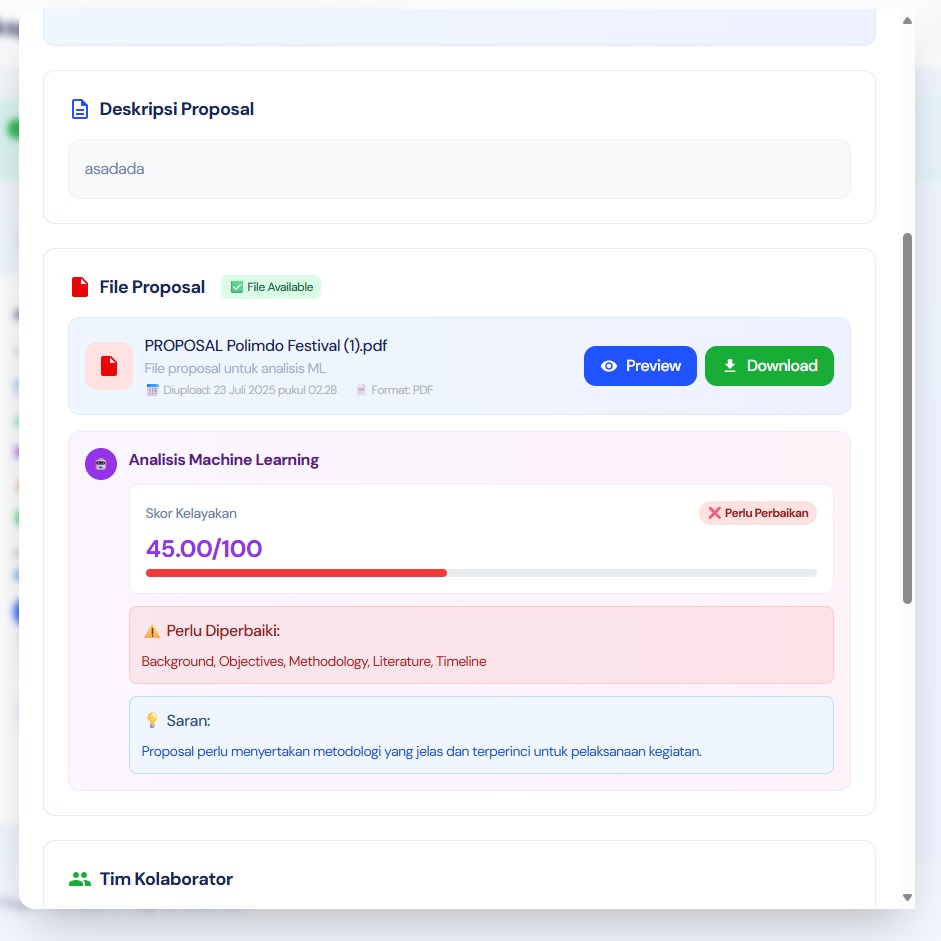 Deskripsi Proposal
asadada
File Proposal
✅ File Available
PROPOSAL Polimdo Festival (1).pdf
File proposal untuk analisis ML
Diupload: 23 Juli 2025 pukul 02.28
Format: PDF
Preview
Download
Analisis Machine Learning
Skor Kelayakan
❌ Perlu Perbaikan
45.00/100
⚠️ Perlu Diperbaiki:
Background, Objectives, Methodology, Literature, Timeline
💡 Saran:
Proposal perlu menyertakan metodologi yang jelas dan terperinci untuk pelaksanaan kegiatan.
Tim Kolaborator